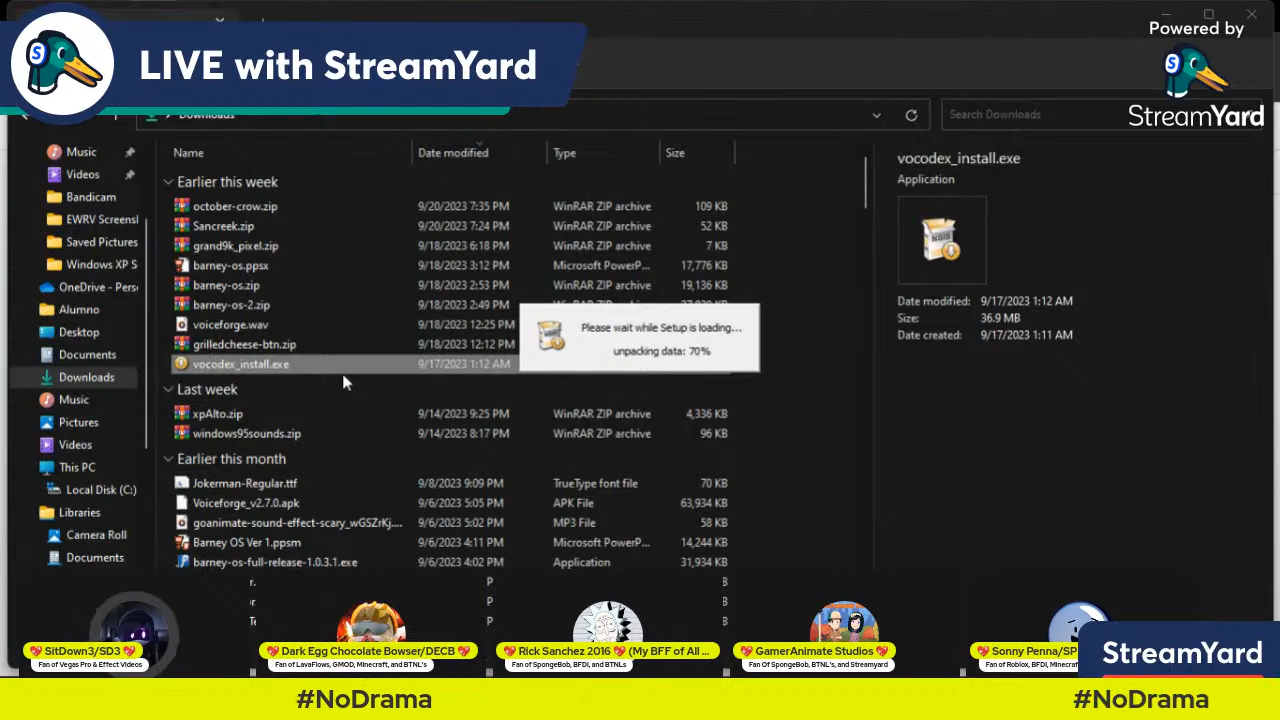 LIVE with StreamYard
Powered by
StreamYard
Downloads
Search Downloads
Music
Videos
Bandicam
EWRV Screensl
Saved Pictures
Windows XP S
OneDrive - Pers
Alumno
Desktop
Documents
Downloads
Music
Pictures
Videos
This PC
Local Disk (C:)
Libraries
Camera Roll
Documents
Name Date modified Type Size
Earlier this week
october-crow.zip 9/20/2023 7:35 PM WinRAR ZIP archive 109 KB
Sancreek.zip 9/20/2023 7:24 PM WinRAR ZIP archive 52 KB
grand9k_pixel.zip 9/18/2023 6:18 PM WinRAR ZIP archive 7 KB
barney-os.ppsx 9/18/2023 3:12 PM Microsoft PowerP... 17,776 KB
barney-os.zip 9/18/2023 2:53 PM WinRAR ZIP archive 19,136 KB
barney-os-2.zip 9/18/2023 2:49 PM WinRAR ZIP archive
voiceforge.wav 9/18/2023 12:25 PM
grilledcheese-btn.zip 9/18/2023 12:12 PM
vocodex_install.exe 9/17/2023 1:12 AM
Please wait while Setup is loading...
unpacking data: 70%
Last week
xpAlto.zip 9/14/2023 9:25 PM WinRAR ZIP archive 4,336 KB
windows95sounds.zip 9/14/2023 8:17 PM WinRAR ZIP archive 96 KB
Earlier this month
Jokerman-Regular.ttf 9/8/2023 9:09 PM TrueType font file 70 KB
Voiceforge_v2.7.0.apk 9/6/2023 5:05 PM APK File 63,934 KB
goanimate-sound-effect-scary_wGSZrKj.... 9/6/2023 5:02 PM MP3 File 58 KB
Barney OS Ver 1.ppsm 9/6/2023 4:11 PM Microsoft PowerP... 14,244 KB
barney-os-full-release-1.0.3.1.exe 9/6/2023 4:02 PM Application 31,934 KB
vocodex_install.exe
Application
NSIS
Date modified: 9/17/2023 1:12 AM
Size: 36.9 MB
Date created: 9/17/2023 1:11 AM
💖 SitDown3/SD3 💖
Fan of Vegas Pro & Effect Videos
💖 Dark Egg Chocolate Bowser/DECB 💖
Fan of LavaFlows, GMOD, Minecraft, and BTNL's
💖 Rick Sanchez 2016 💖 (My BFF of All ...
Fan of SpongeBob, BFDI, and BTNLs
💖 GamerAnimate Studios 💖
Fan Of SpongeBob, BTNL's, and Streamyard
💖 Sonny Penna/SP
Fan of Roblox, BFDI, Minecraft
StreamYard
#NoDrama
#NoDrama